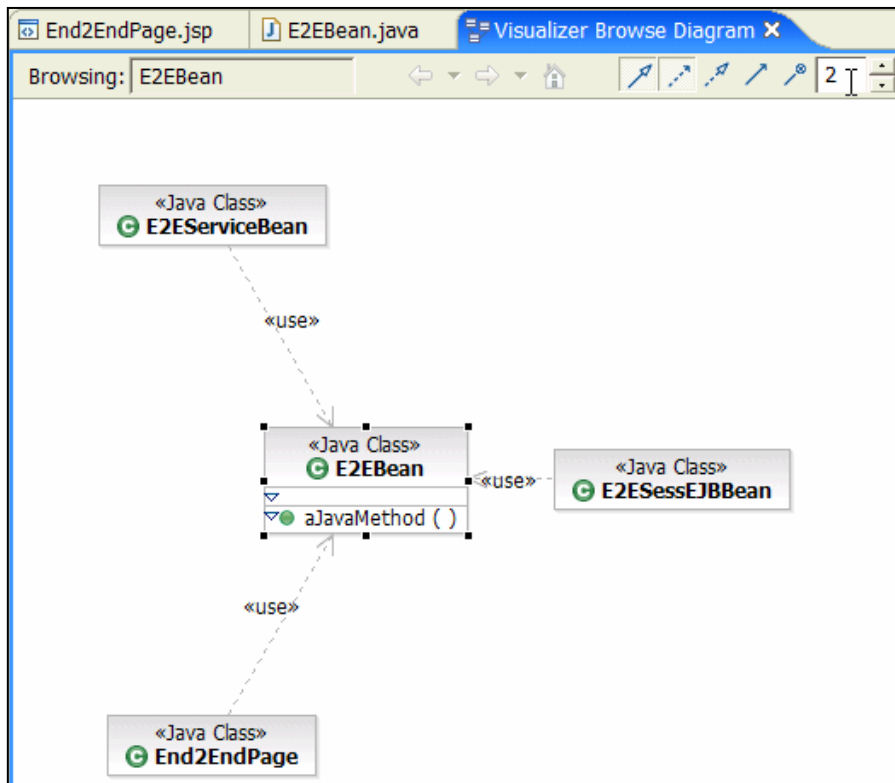 End2EndPage.jsp E2EBean.java Visualizer Browse Diagram
Browsing: E2EBean 2
«Java Class»
E2EServiceBean
«use»
«Java Class»
E2EBean
aJavaMethod ( )
«use»
«Java Class»
E2ESessEJBBean
«use»
«Java Class»
End2EndPage